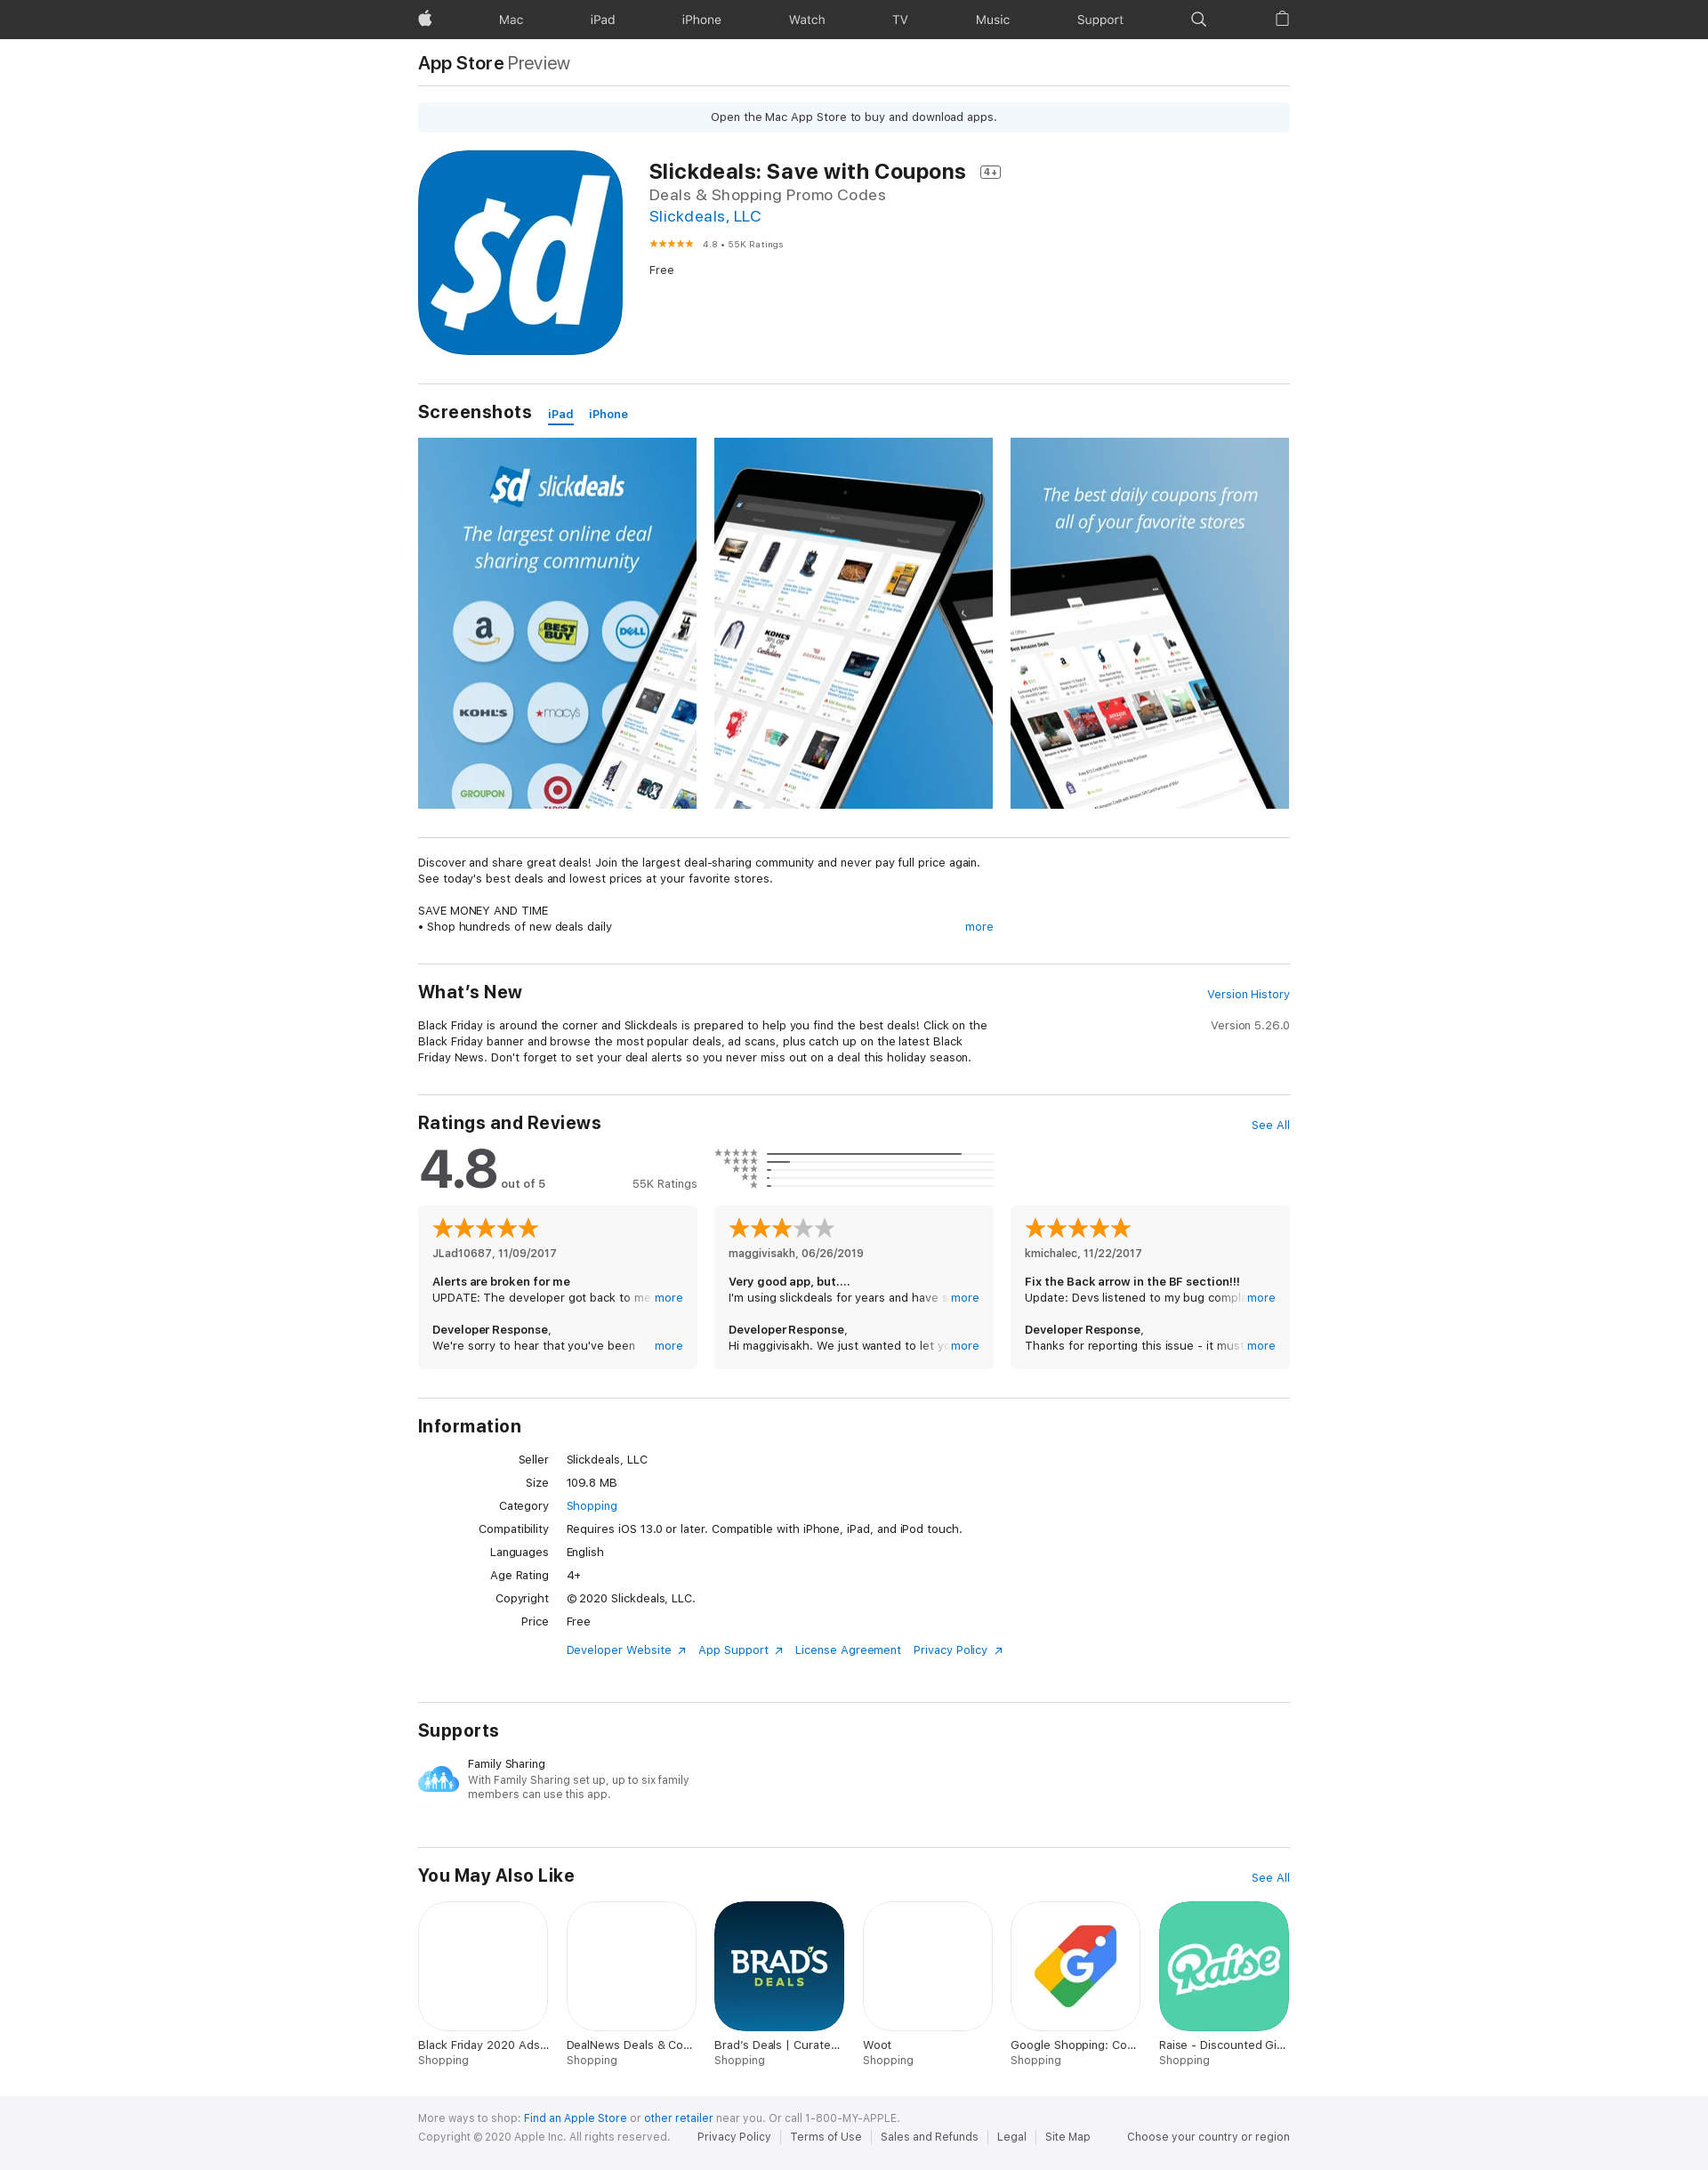 Mac iPad iPhone Watch TV Music Support
App Store Preview
Open the Mac App Store to buy and download apps.
$d
Slickdeals: Save with Coupons 4+
Deals & Shopping Promo Codes
Slickdeals, LLC
4.8 • 55K Ratings
Free
Screenshots iPad iPhone
$d slickdeals
The largest online deal
sharing community
a BEST BUY DELL
KOHL'S macy's
GROUPON
The best daily coupons from
all of your favorite stores
Discover and share great deals! Join the largest deal-sharing community and never pay full price again.
See today's best deals and lowest prices at your favorite stores.
SAVE MONEY AND TIME
• Shop hundreds of new deals daily more
What's New Version History
Black Friday is around the corner and Slickdeals is prepared to help you find the best deals! Click on the Version 5.26.0
Black Friday banner and browse the most popular deals, ad scans, plus catch up on the latest Black
Friday News. Don't forget to set your deal alerts so you never miss out on a deal this holiday season.
Ratings and Reviews See All
4.8 out of 5 55K Ratings
JLad10687, 11/09/2017
Alerts are broken for me
UPDATE: The developer got back to me more
Developer Response,
We're sorry to hear that you've been more
maggivisakh, 06/26/2019
Very good app, but....
I'm using slickdeals for years and have s more
Developer Response,
Hi maggivisakh. We just wanted to let yo more
kmichalec, 11/22/2017
Fix the Back arrow in the BF section!!!
Update: Devs listened to my bug compla more
Developer Response,
Thanks for reporting this issue - it must more
Information
Seller Slickdeals, LLC
Size 109.8 MB
Category Shopping
Compatibility Requires iOS 13.0 or later. Compatible with iPhone, iPad, and iPod touch.
Languages English
Age Rating 4+
Copyright © 2020 Slickdeals, LLC.
Price Free
Developer Website App Support License Agreement Privacy Policy
Supports
Family Sharing
With Family Sharing set up, up to six family
members can use this app.
You May Also Like See All
BRAD'S
DEALS
G
Raise
Black Friday 2020 Ads... DealNews Deals & Co... Brad's Deals | Curate... Woot Google Shopping: Co... Raise - Discounted Gi...
Shopping Shopping Shopping Shopping Shopping Shopping
More ways to shop: Find an Apple Store or other retailer near you. Or call 1-800-MY-APPLE.
Copyright © 2020 Apple Inc. All rights reserved. Privacy Policy Terms of Use Sales and Refunds Legal Site Map Choose your country or region